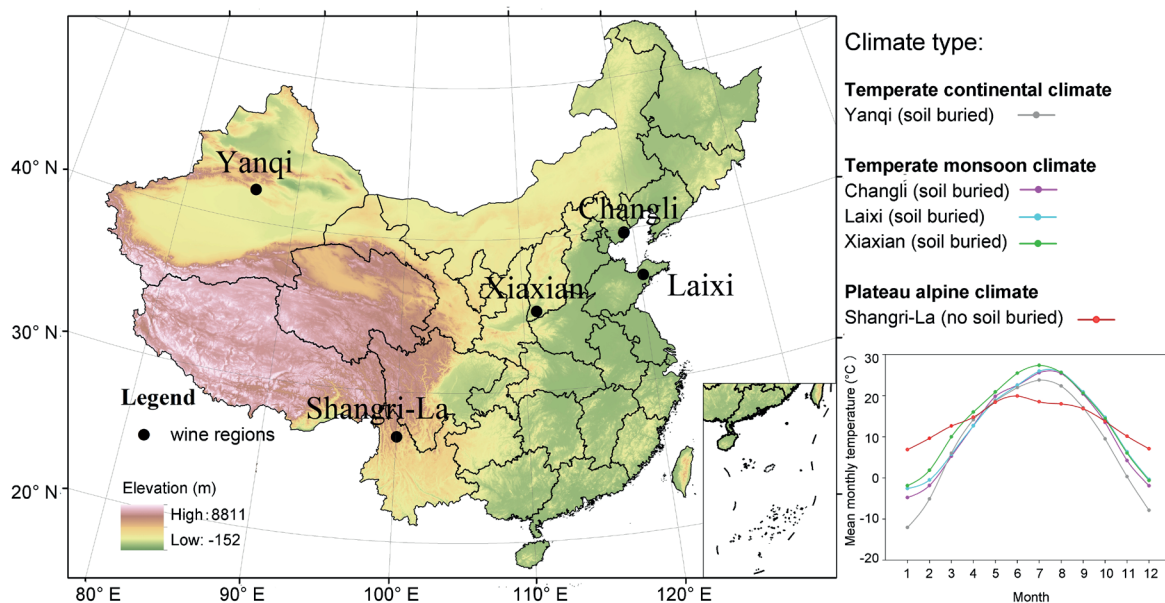 40° N
30° N
20° N
80° E
90° E
100° E
110° E
120° E
Yanqi
Changli
Laixi
Xiaxian
Shangri-La
Legend
wine regions
Elevation (m)
High:8811
Low: -152
Climate type:
Temperate continental climate
Yanqi (soil buried)
Temperate monsoon climate
Changli (soil buried)
Laixi (soil buried)
Xiaxian (soil buried)
Plateau alpine climate
Shangri-La (no soil buried)
Mean monthly temperature (°C )
30
20
10
0
-10
-20
1 2 3 4 5 6 7 8 9 10 11 12
Month